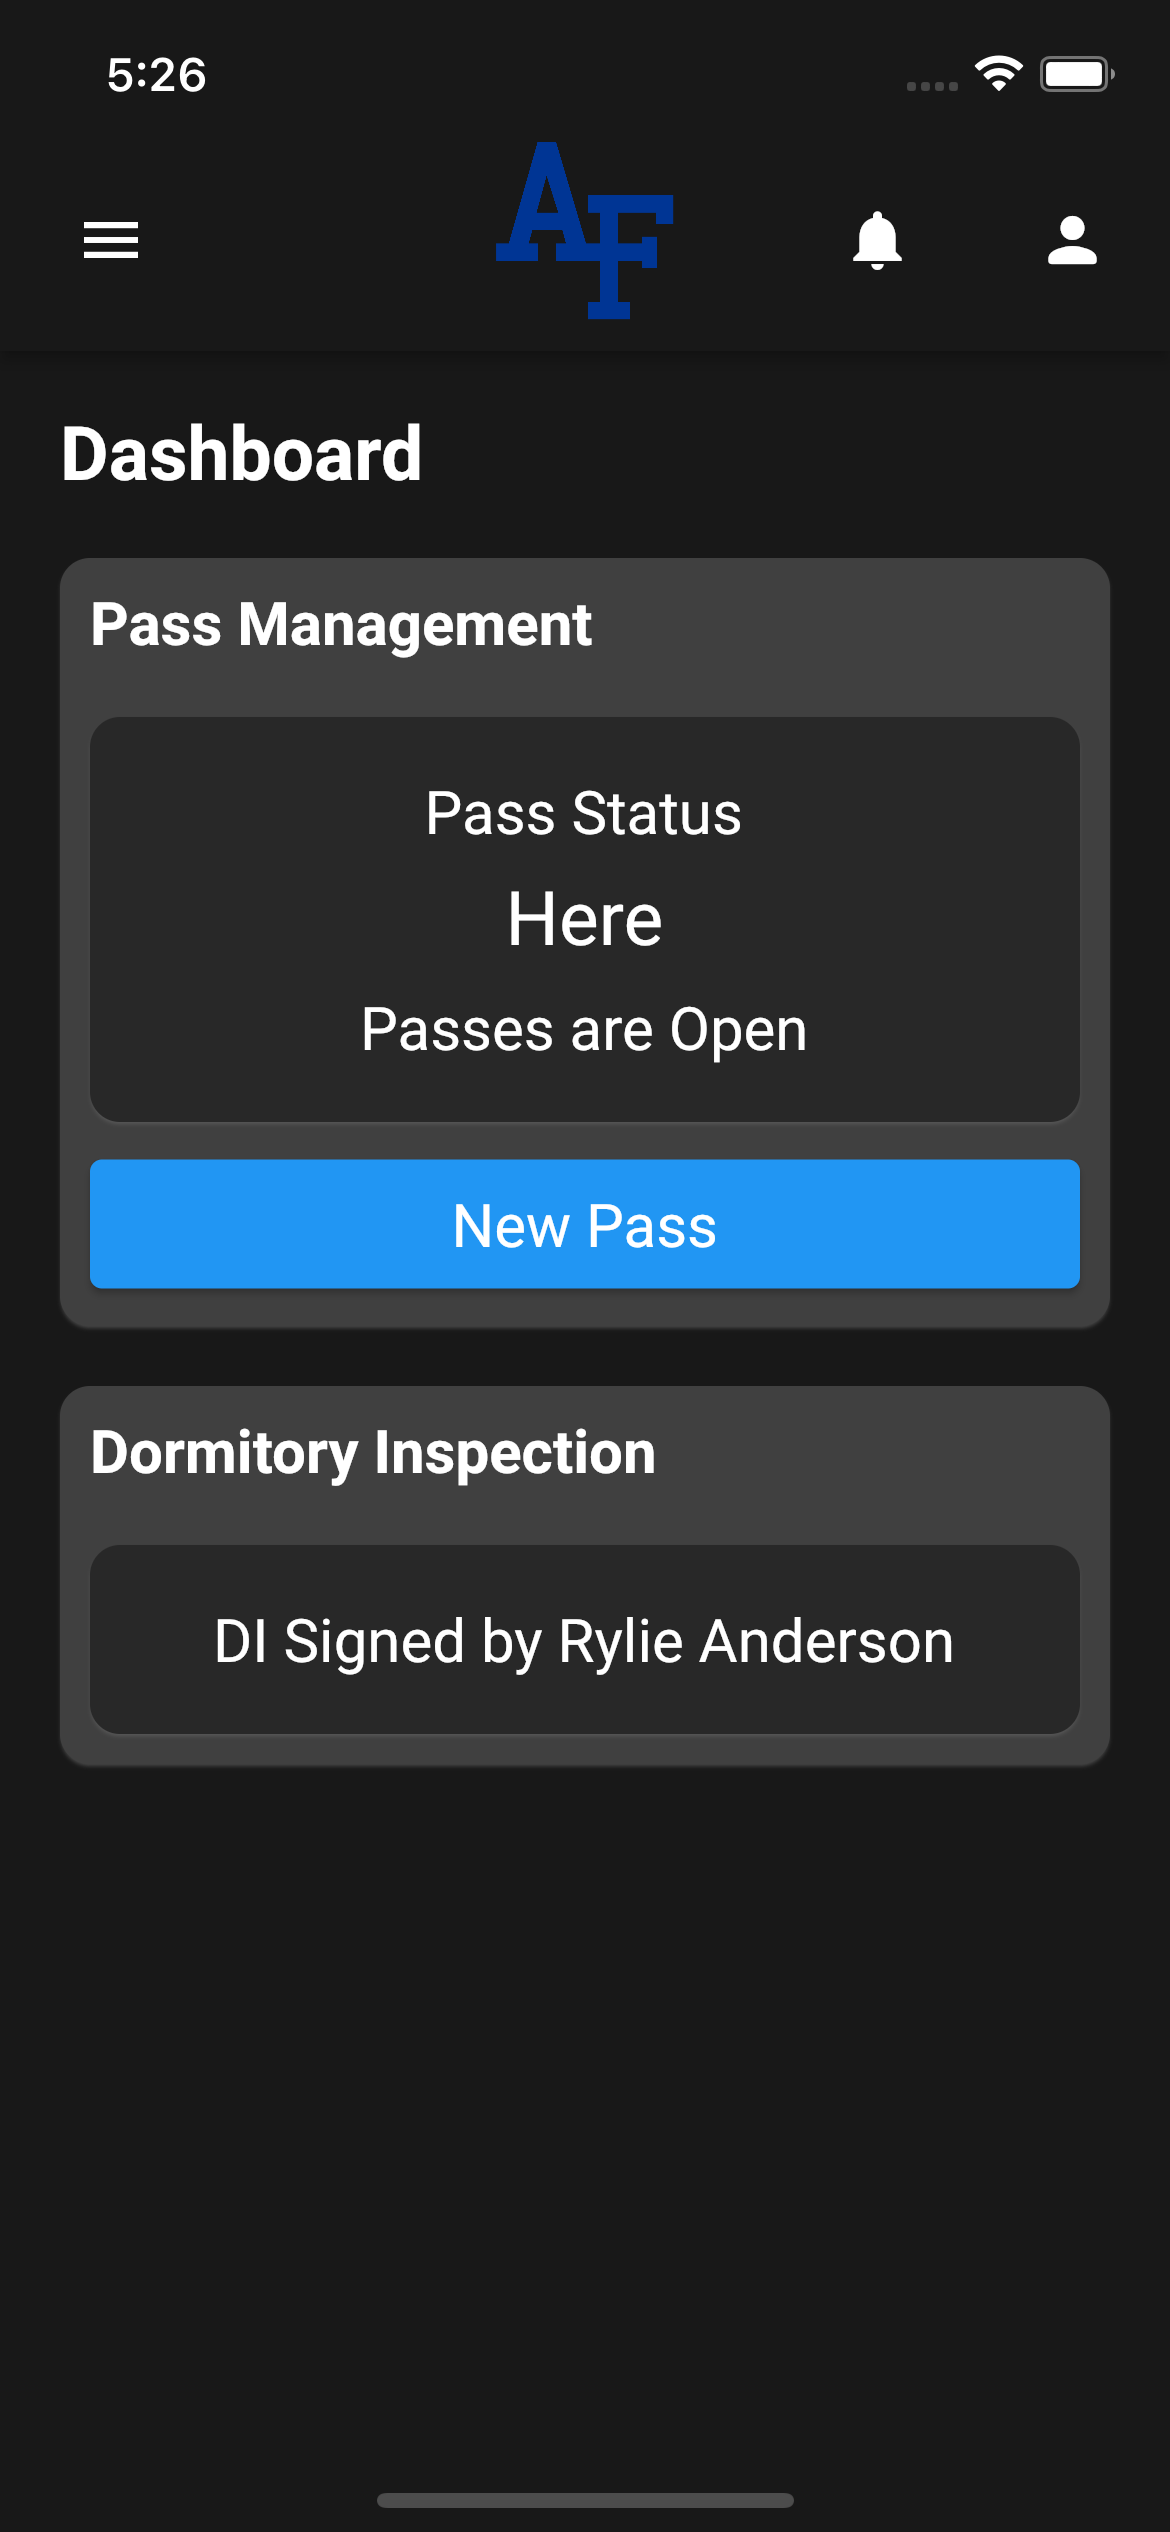 5:26
AF
Dashboard
Pass Management
Pass Status
Here
Passes are Open
New Pass
Dormitory Inspection
DI Signed by Rylie Anderson